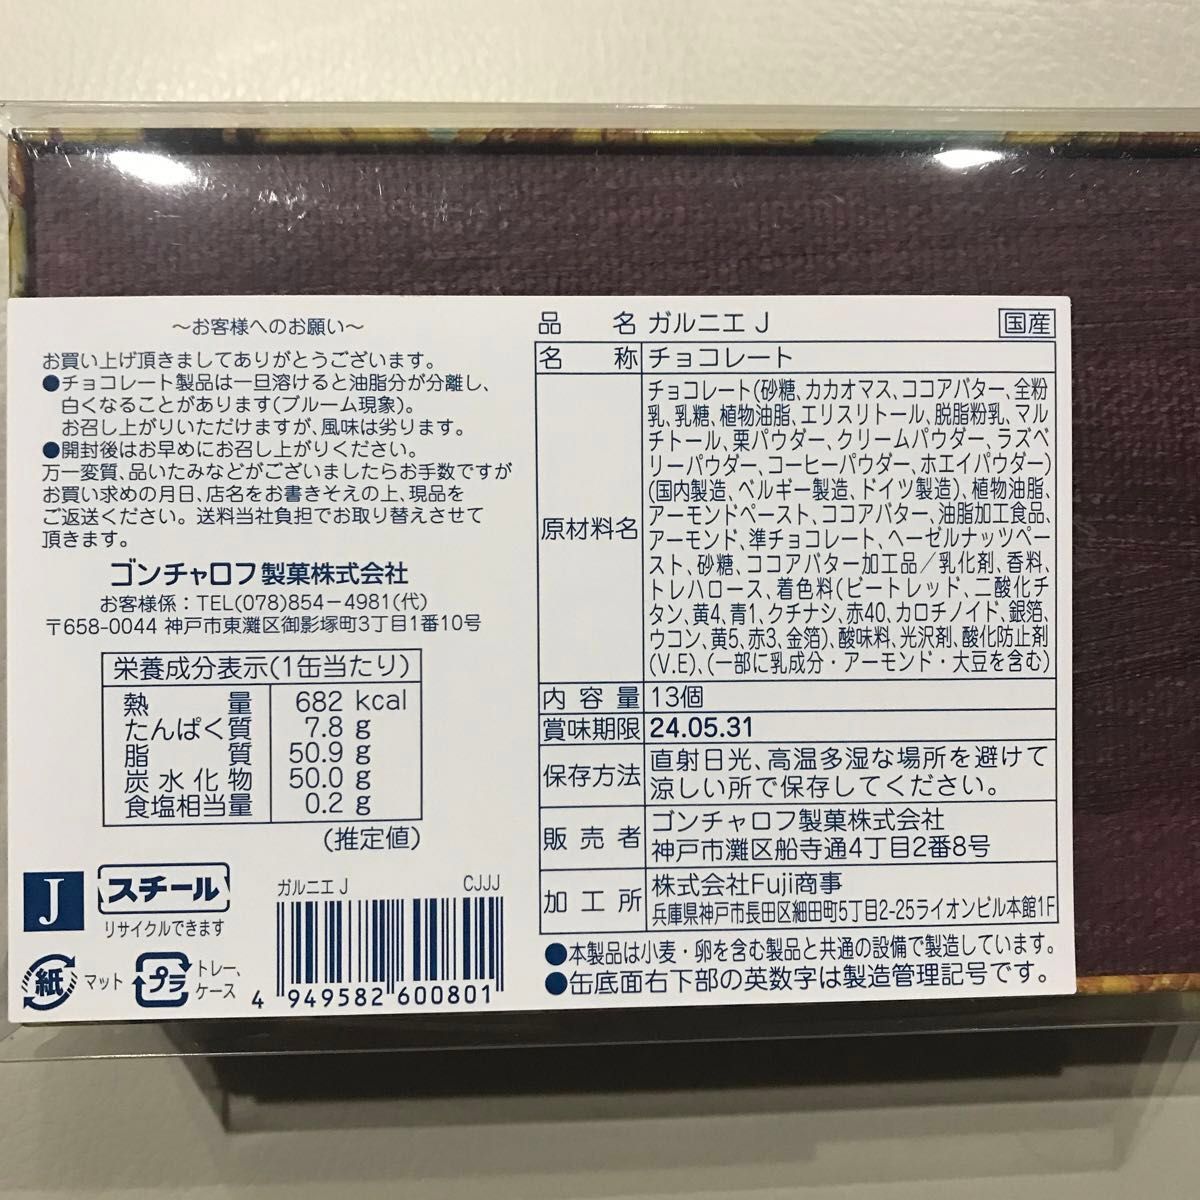 ～お客様へのお願い～
お買い上げ頂きましてありがとうございます。
●チョコレート製品は一旦溶けると油脂分が分離し、
白くなることがあります(ブルーム現象)。
お召し上がりいただけますが、風味は劣ります。
●開封後はお早めにお召し上がりください。
万一変質、品いたみなどがございましたらお手数ですが
お買い求めの月日、店名をお書きそえの上、現品を
ご返送ください。送料当社負担でお取り替えさせて
頂きます。
ゴンチャロフ製菓株式会社
お客様係：TEL(078)854－4981(代)
〒658-0044 神戸市東灘区御影塚町3丁目1番10号
栄養成分表示(1缶当たり)
熱量 682 kcal
たんぱく質 7.8 g
脂質 50.9 g
炭水化物 50.0 g
食塩相当量 0.2 g
(推定値)
J スチール
リサイクルできます
紙 マット プラ トレー、
ケース
ガルニエ J CJJJ
4 949582 600801
品名 ガルニエ J 国産
名称 チョコレート
原材料名
チョコレート(砂糖、カカオマス、ココアバター、全粉
乳、乳糖、植物油脂、エリスリトール、脱脂粉乳、マル
チトール、栗パウダー、クリームパウダー、ラズベ
リーパウダー、コーヒーパウダー、ホエイパウダー)
(国内製造、ベルギー製造、ドイツ製造)、植物油脂、
アーモンドペースト、ココアバター、油脂加工食品、
アーモンド、準チョコレート、ヘーゼルナッツペー
スト、砂糖、ココアバター加工品／乳化剤、香料、
トレハロース、着色料(ビートレッド、二酸化チ
タン、黄4、青1、クチナシ、赤40、カロチノイド、銀箔、
ウコン、黄5、赤3、金箔)、酸味料、光沢剤、酸化防止剤
(V.E)、(一部に乳成分・アーモンド・大豆を含む)
内容量 13個
賞味期限 24.05.31
保存方法 直射日光、高温多湿な場所を避けて
涼しい所で保存してください。
販売者 ゴンチャロフ製菓株式会社
神戸市灘区船寺通4丁目2番8号
加工所 株式会社Fuji商事
兵庫県神戸市長田区細田町5丁目2-25ライオンビル本館1F
●本製品は小麦・卵を含む製品と共通の設備で製造しています。
●缶底面右下部の英数字は製造管理記号です。